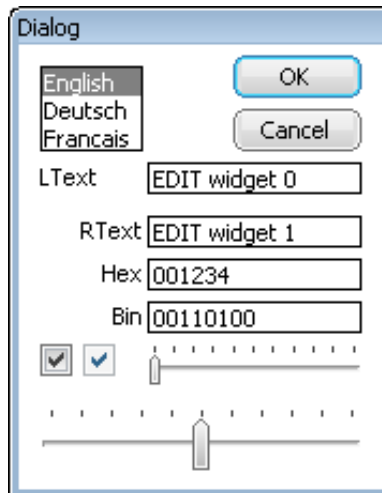 Dialog
English
Deutsch
Francais
OK
Cancel
LText EDIT widget 0
RText EDIT widget 1
Hex 001234
Bin 00110100